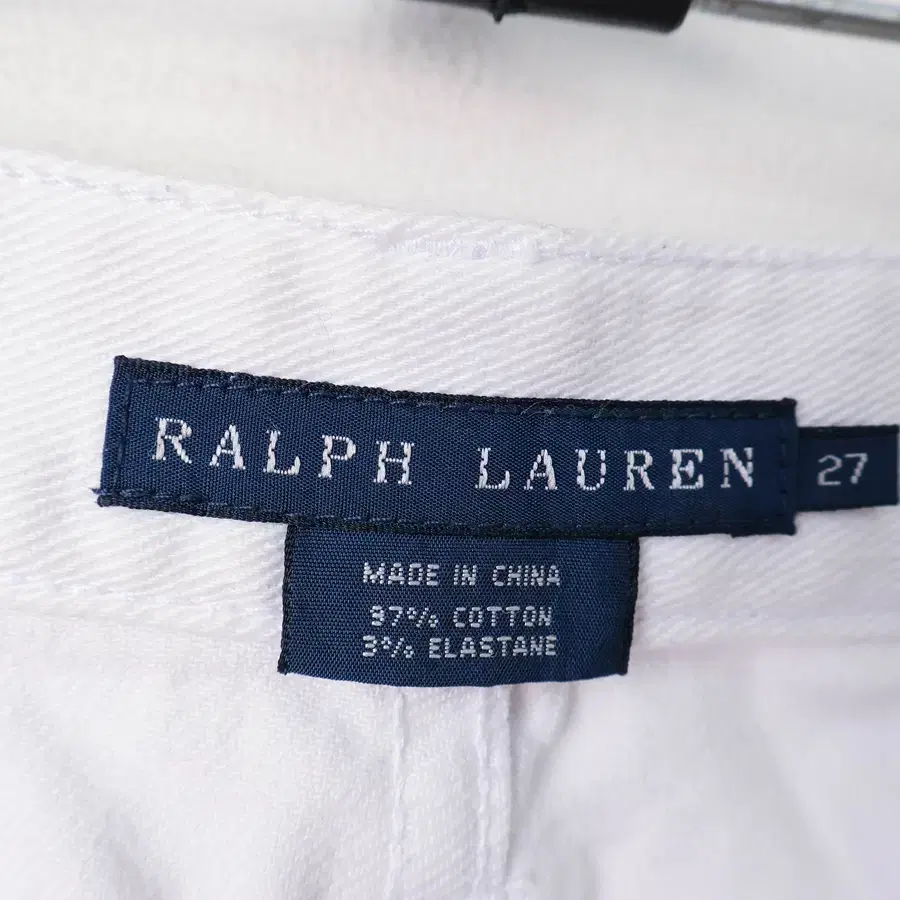 RALPH LAUREN
27
MADE IN CHINA
97% COTTON
3% ELASTANE